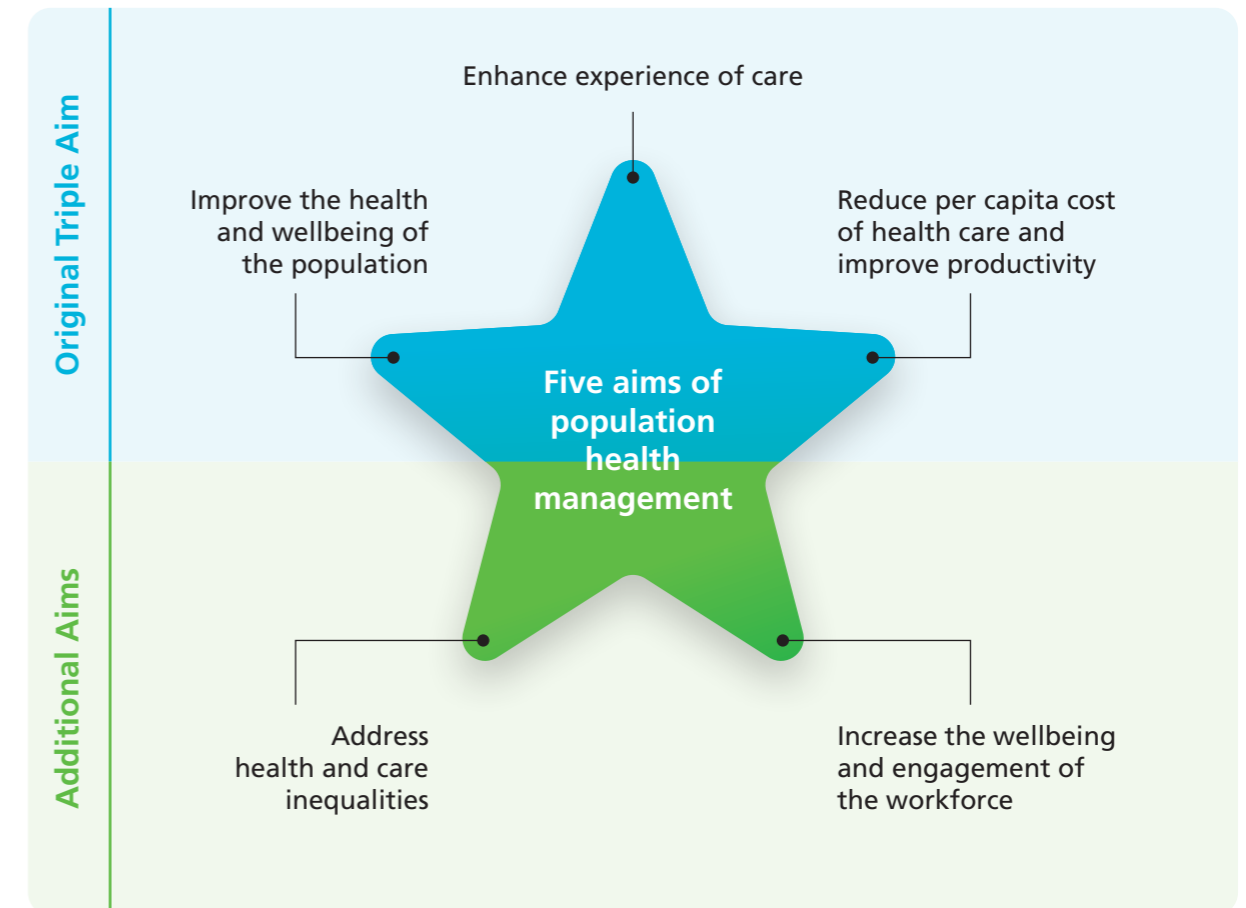 Original Triple Aim
Enhance experience of care
Improve the health
and wellbeing of
the population
Reduce per capita cost
of health care and
improve productivity
Five aims of
population
health
management
Additional Aims
Address
health and care
inequalities
Increase the wellbeing
and engagement of
the workforce